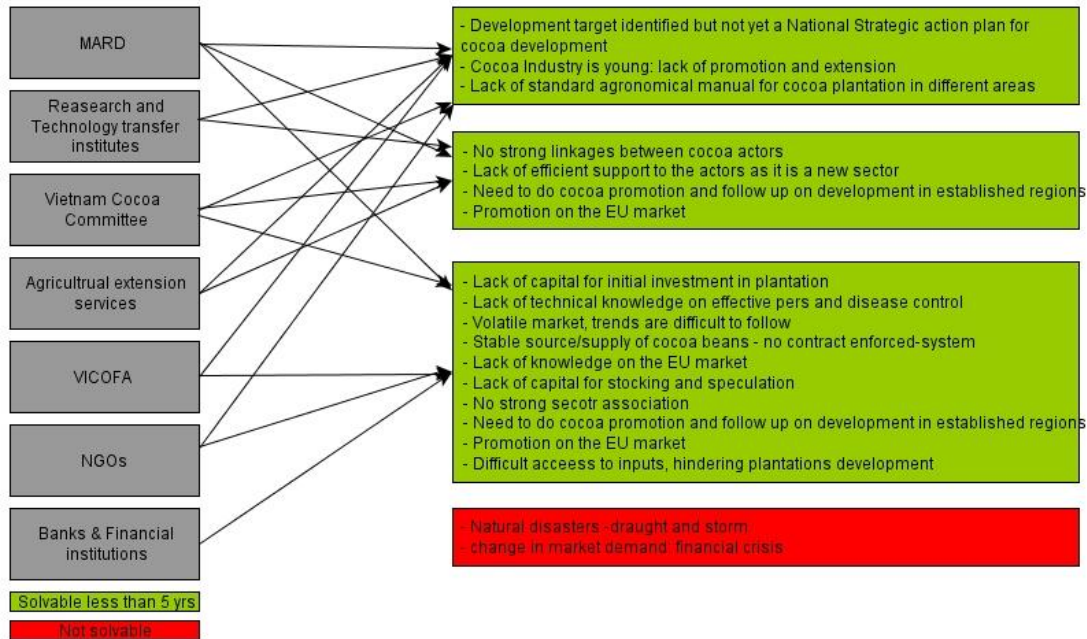 MARD
Reasearch and
Technology transfer
institutes
Vietnam Cocoa
Committee
Agricultrual extension
services
VICOFA
NGOs
Banks & Financial
institutions
Solvable less than 5 yrs
Not solvable
- Development target identified but not yet a National Strategic action plan for
cocoa development
- Cocoa Industry is young: lack of promotion and extension
- Lack of standard agronomical manual for cocoa plantation in different areas
- No strong linkages between cocoa actors
- Lack of efficient support to the actors as it is a new sector
- Need to do cocoa promotion and follow up on development in established regions
- Promotion on the EU market
- Lack of capital for initial investment in plantation
- Lack of technical knowledge on effective pers and disease control
- Volatile market, trends are difficult to follow
- Stable source/supply of cocoa beans - no contract enforced-system
- Lack of knowledge on the EU market
- Lack of capital for stocking and speculation
- No strong secotr association
- Need to do cocoa promotion and follow up on development in established regions
- Promotion on the EU market
- Difficult acceess to inputs, hindering plantations development
- Natural disasters -draught and storm
- change in market demand: financial crisis